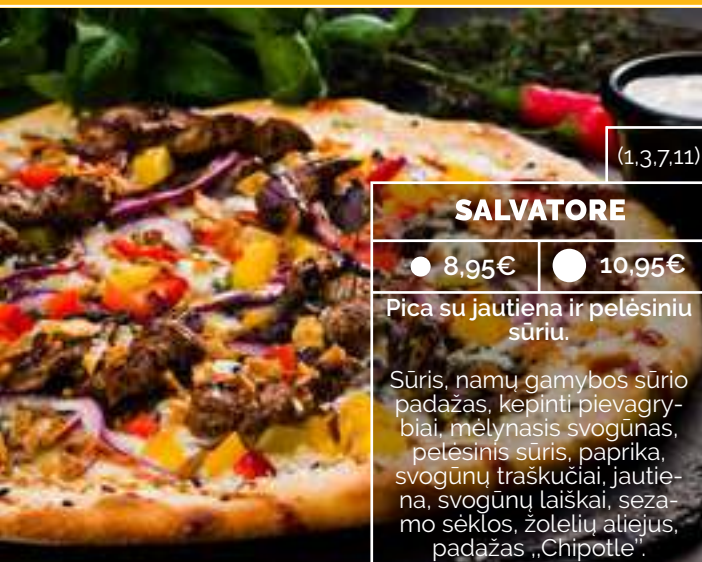 (1,3,7,11)
SALVATORE
8,95€ 10,95€
Pica su jautiena ir pelėsiniu
sūriu.
Sūris, namų gamybos sūrio
padažas, kepinti pievagry-
biai, mėlynasis svogūnas,
pelėsinis sūris, paprika,
svogūnų traškučiai, jautie-
na, svogūnų laiškai, seza-
mo sėklos, žolelių aliejus,
padažas ,,Chipotle”.